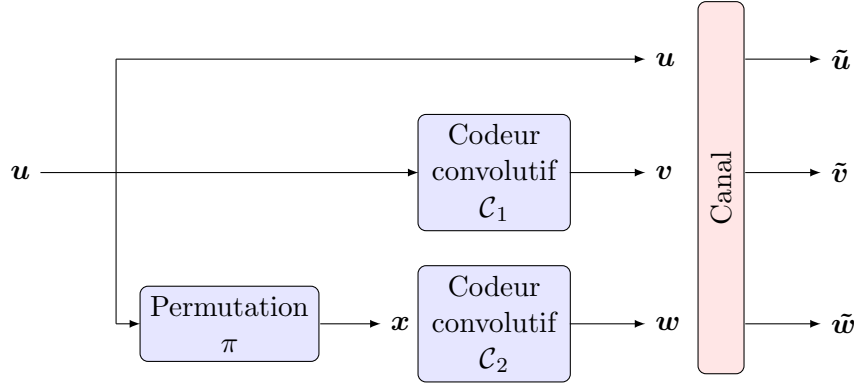 u
ũ
Codeur
convolutif
C₁
u
v
ṽ
Canal
Permutation
π
x
Codeur
convolutif
C₂
w
w̃